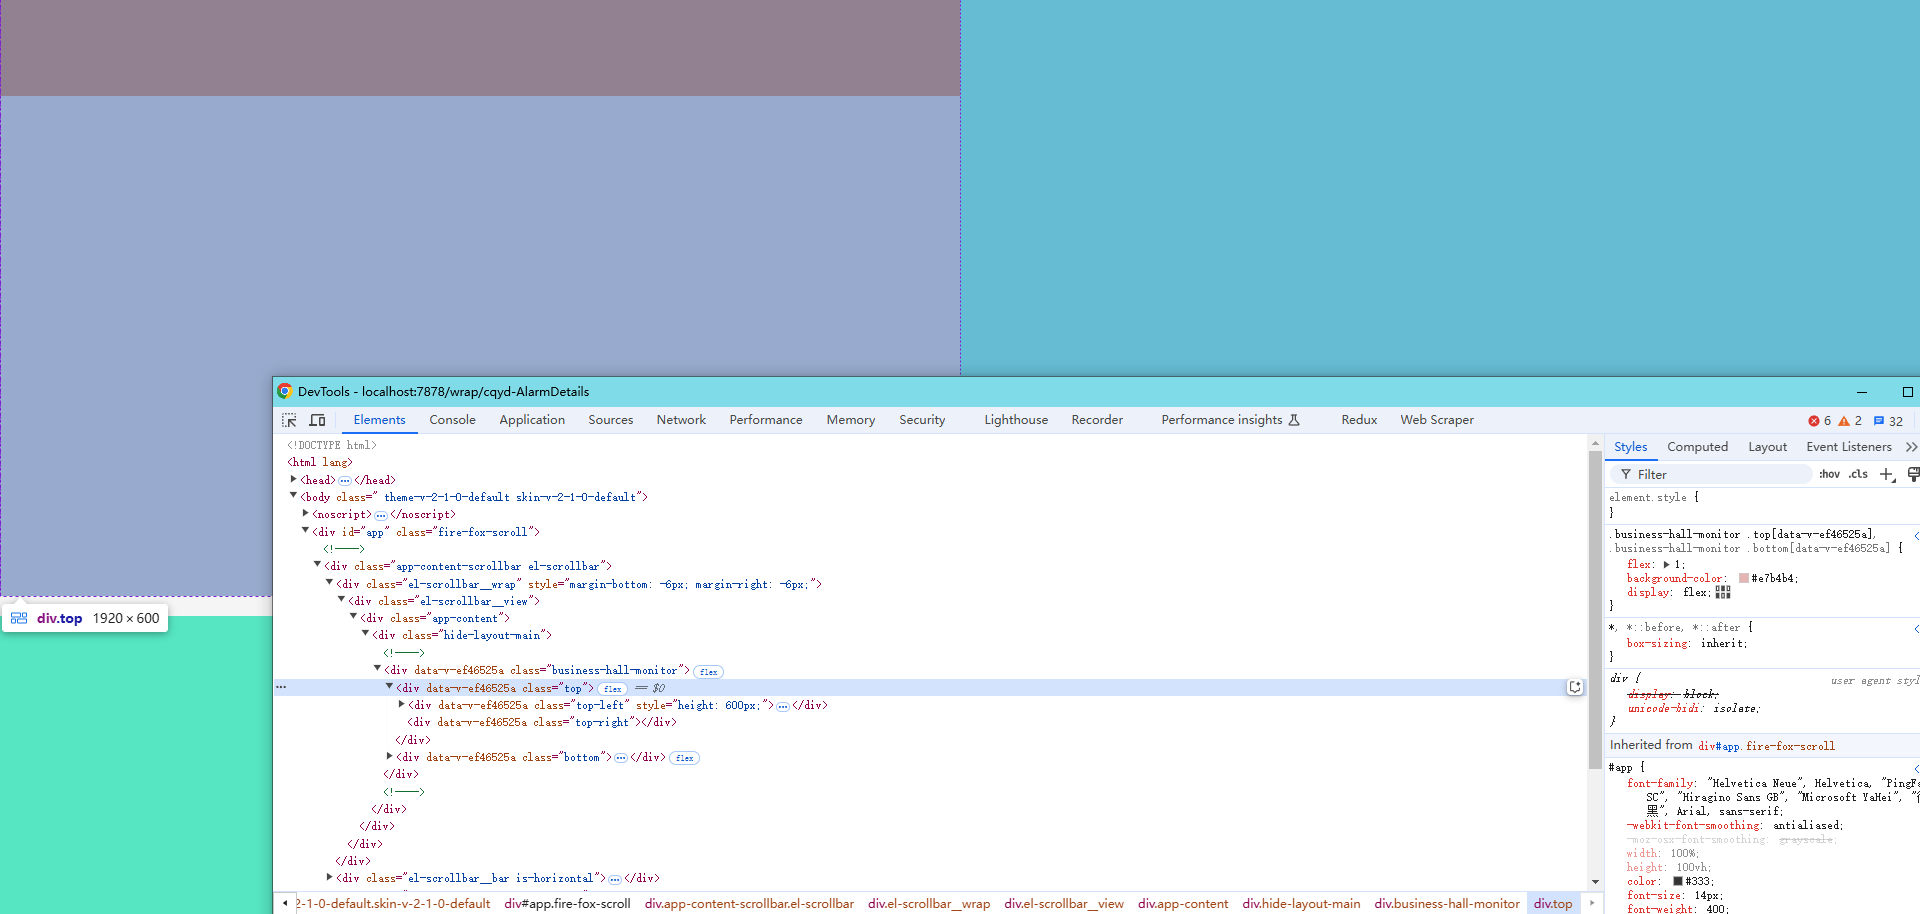 DevTools - localhost:7878/wrap/cqyd-AlarmDetails
Elements Console Application Sources Network Performance Memory Security Lighthouse Recorder Performance insights Redux Web Scraper 6 2 32
<!DOCTYPE html>
<html lang>
<head> ··· </head>
<body class=" theme-v-2-1-0-default skin-v-2-1-0-default">
<noscript> ··· </noscript>
<div id="app" class="fire-fox-scroll">
<!---->
<div class="app-content-scrollbar el-scrollbar">
<div class="el-scrollbar__wrap" style="margin-bottom: -6px; margin-right: -6px;">
<div class="el-scrollbar__view">
<div class="app-content">
<div class="hide-layout-main">
<!---->
<div data-v-ef46525a class="business-hall-monitor"> flex
··· <div data-v-ef46525a class="top"> flex == $0
<div data-v-ef46525a class="top-left" style="height: 600px;"> ··· </div>
<div data-v-ef46525a class="top-right"></div>
</div>
<div data-v-ef46525a class="bottom"> ··· </div> flex
</div>
<!---->
</div>
</div>
</div>
</div>
<div class="el-scrollbar__bar is-horizontal"> ··· </div>
2-1-0-default.skin-v-2-1-0-default div#app.fire-fox-scroll div.app-content-scrollbar.el-scrollbar div.el-scrollbar__wrap div.el-scrollbar__view div.app-content div.hide-layout-main div.business-hall-monitor div.top
div.top 1920 × 600
Styles Computed Layout Event Listeners
Filter :hov .cls
element.style {
}
.business-hall-monitor .top[data-v-ef46525a],
.business-hall-monitor .bottom[data-v-ef46525a] {
flex: 1;
background-color: #e7b4b4;
display: flex;
}
*, *::before, *::after {
box-sizing: inherit;
}
div { user agent styl
display: block;
unicode-bidi: isolate;
}
Inherited from div#app.fire-fox-scroll
#app {
font-family: "Helvetica Neue", Helvetica, "PingFa
SC", "Hiragino Sans GB", "Microsoft YaHei", "
黑", Arial, sans-serif;
-webkit-font-smoothing: antialiased;
-moz-osx-font-smoothing: grayscale;
width: 100%;
height: 100vh;
color: #333;
font-size: 14px;
font-weight: 400;